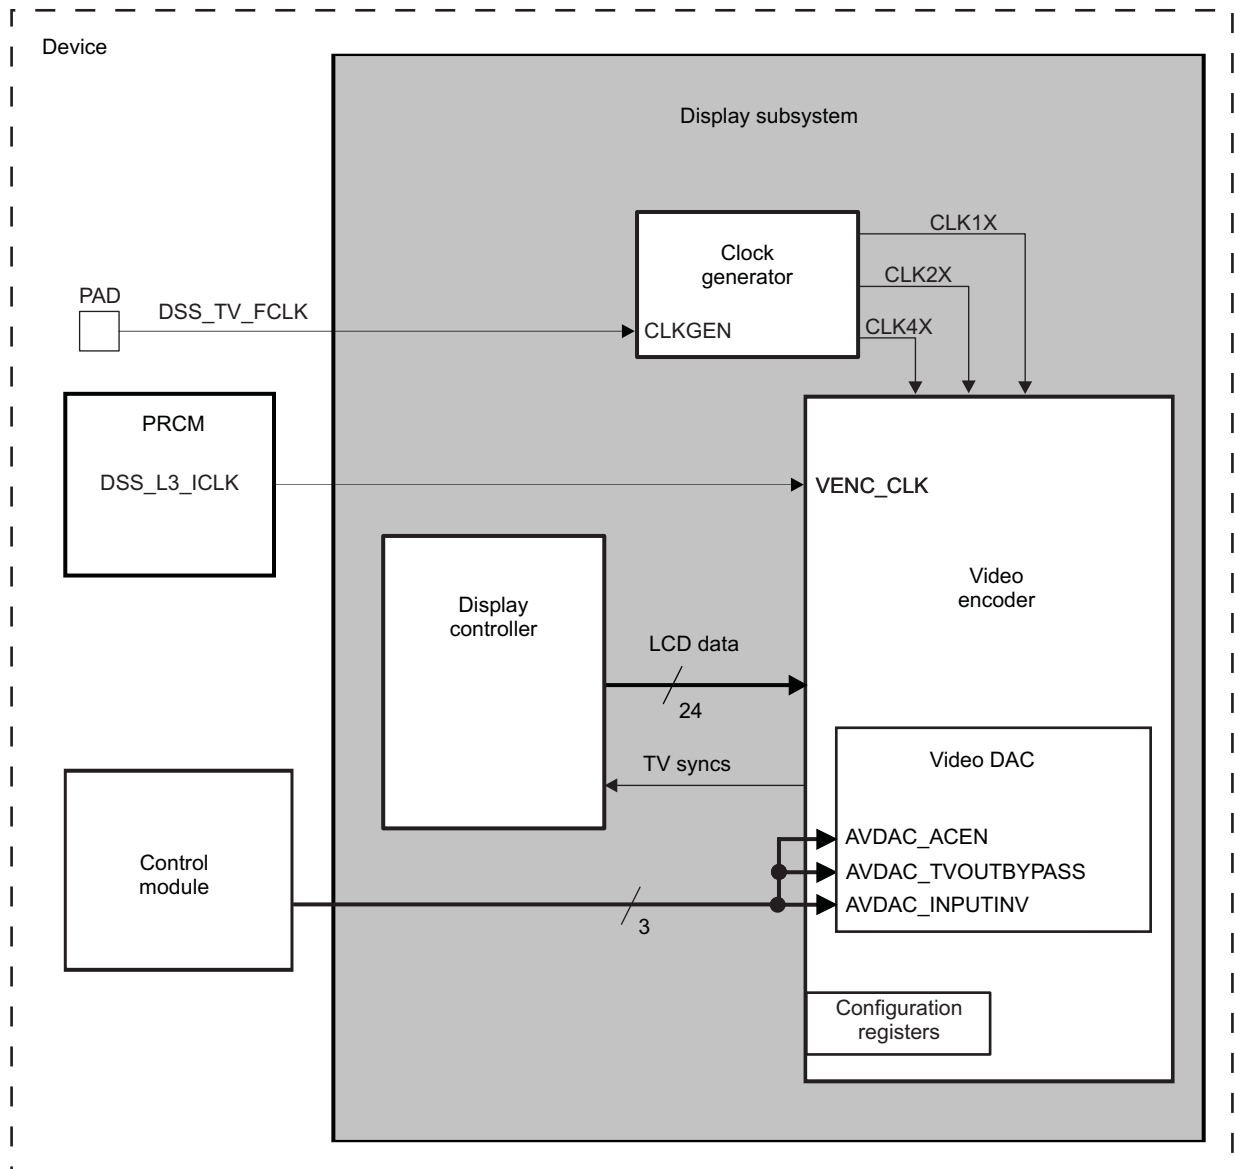 Device
Display subsystem
CLK1X
Clock
generator
CLK2X
PAD
DSS_TV_FCLK
CLK4X
CLKGEN
PRCM
DSS_L3_ICLK
VENC_CLK
Video
encoder
Display
controller
LCD data
24
TV syncs
Video DAC
Control
module
AVDAC_ACEN
AVDAC_TVOUTBYPASS
AVDAC_INPUTINV
3
Configuration
registers